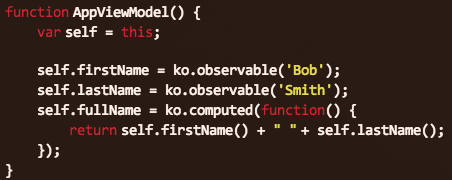 function AppViewModel() {
    var self = this;

    self.firstName = ko.observable('Bob');
    self.lastName = ko.observable('Smith');
    self.fullName = ko.computed(function() {
        return self.firstName() + " "+ self.lastName();
    });
}